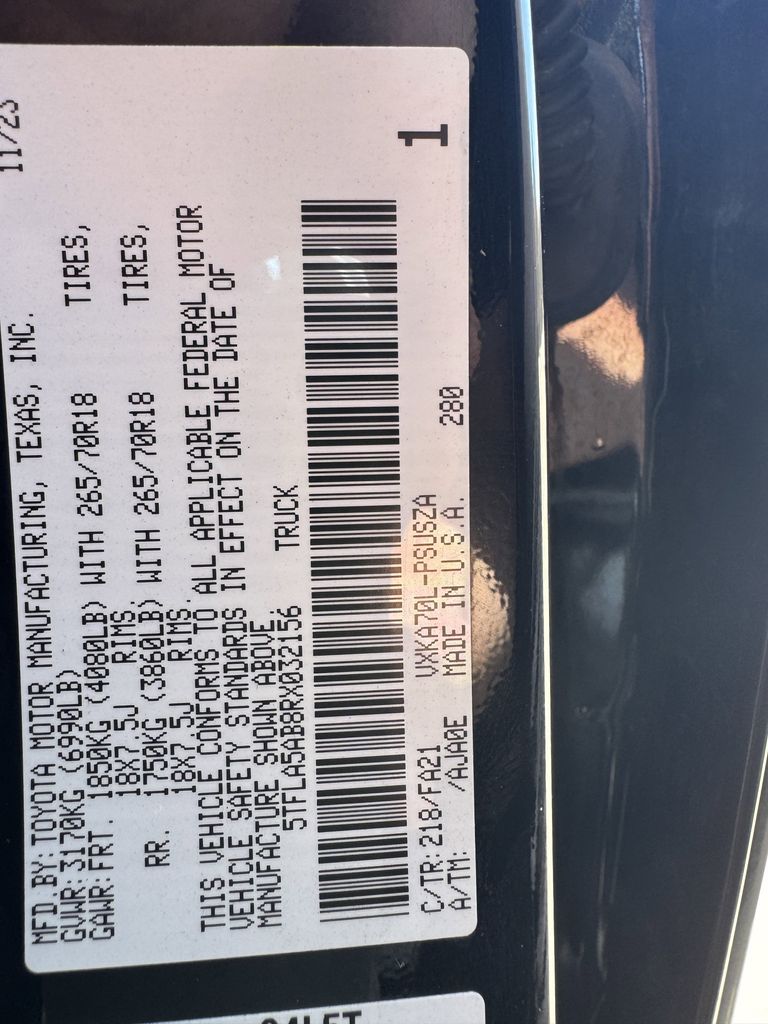 MFD BY: TOYOTA MOTOR MANUFACTURING, TEXAS, INC. 11/23
GVWR: 3170KG (6990LB)
GAWR: FRT. 1850KG (4080LB) WITH 265/70R18 TIRES,
18X7.5J RIMS,
RR. 1750KG (3860LB) WITH 265/70R18 TIRES,
18X7.5J RIMS
THIS VEHICLE CONFORMS TO ALL APPLICABLE FEDERAL MOTOR
VEHICLE SAFETY STANDARDS IN EFFECT ON THE DATE OF
MANUFACTURE SHOWN ABOVE.
5TFLA5AB8RX032156 TRUCK
1
C/TR: 218/FA21 VXKA70L-PSUSZA 280
A/TM: /AJA0E MADE IN U.S.A.